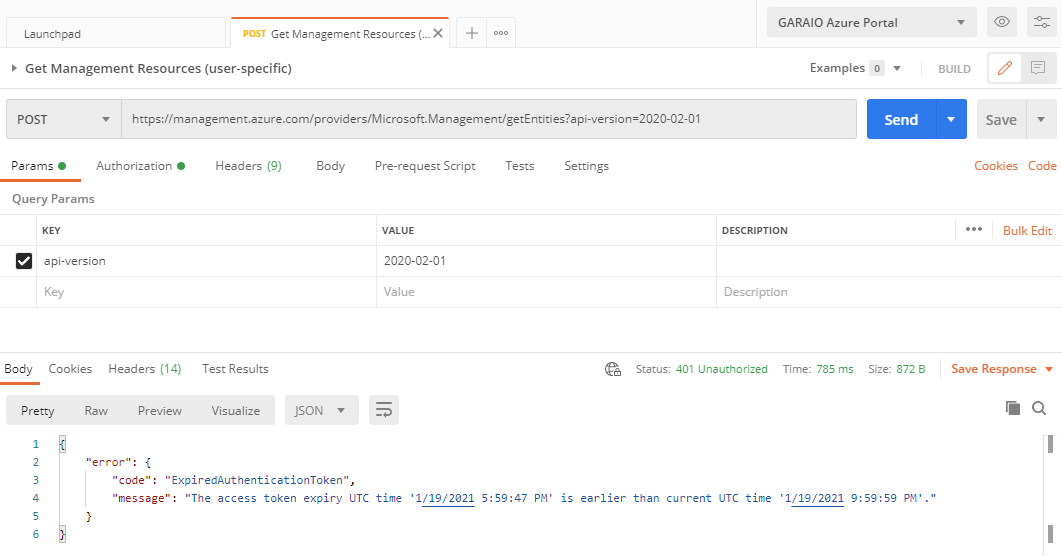 Launchpad
POST Get Management Resources (...
GARAIO Azure Portal
Get Management Resources (user-specific)
Examples 0
BUILD
POST
https://management.azure.com/providers/Microsoft.Management/getEntities?api-version=2020-02-01
Send
Save
Params
Authorization
Headers (9)
Body
Pre-request Script
Tests
Settings
Cookies
Code
Query Params
KEY
VALUE
DESCRIPTION
Bulk Edit
api-version
2020-02-01
Key
Value
Description
Body
Cookies
Headers (14)
Test Results
Status: 401 Unauthorized
Time: 785 ms
Size: 872 B
Save Response
Pretty
Raw
Preview
Visualize
JSON
1 {
2 "error": {
3 "code": "ExpiredAuthenticationToken",
4 "message": "The access token expiry UTC time '1/19/2021 5:59:47 PM' is earlier than current UTC time '1/19/2021 9:59:59 PM'."
5 }
6 }